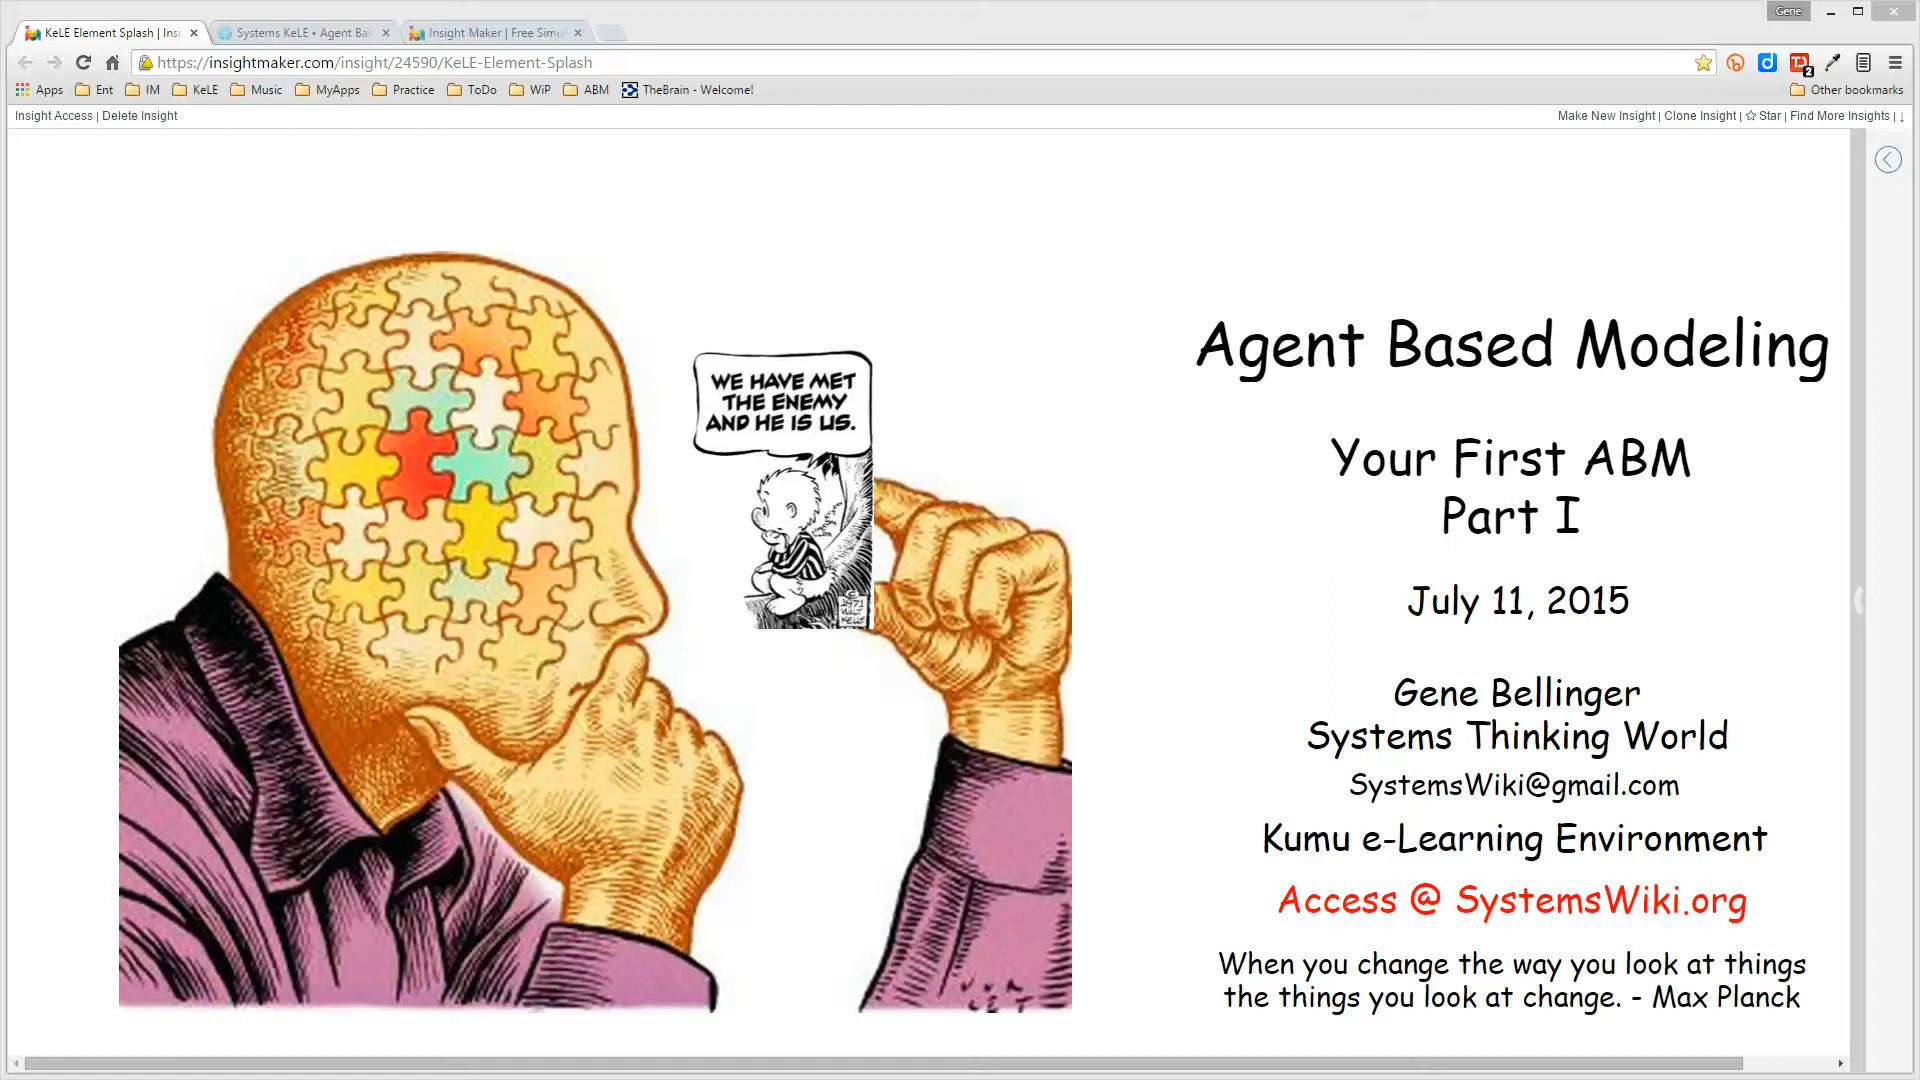 Gene
KeLE Element Splash | Insi
Systems KeLE • Agent Bas
Insight Maker | Free Simul
https://insightmaker.com/insight/24590/KeLE-Element-Splash
Apps
Ent
IM
KeLE
Music
MyApps
Practice
ToDo
WiP
ABM
TheBrain - Welcome!
Other bookmarks
Insight Access | Delete Insight
Make New Insight | Clone Insight | ☆ Star | Find More Insights | ↓
WE HAVE MET
THE ENEMY
AND HE IS US.
©
1971
WALT
KELLY
Agent Based Modeling
Your First ABM
Part I
July 11, 2015
Gene Bellinger
Systems Thinking World
SystemsWiki@gmail.com
Kumu e-Learning Environment
Access @ SystemsWiki.org
When you change the way you look at things
the things you look at change. - Max Planck